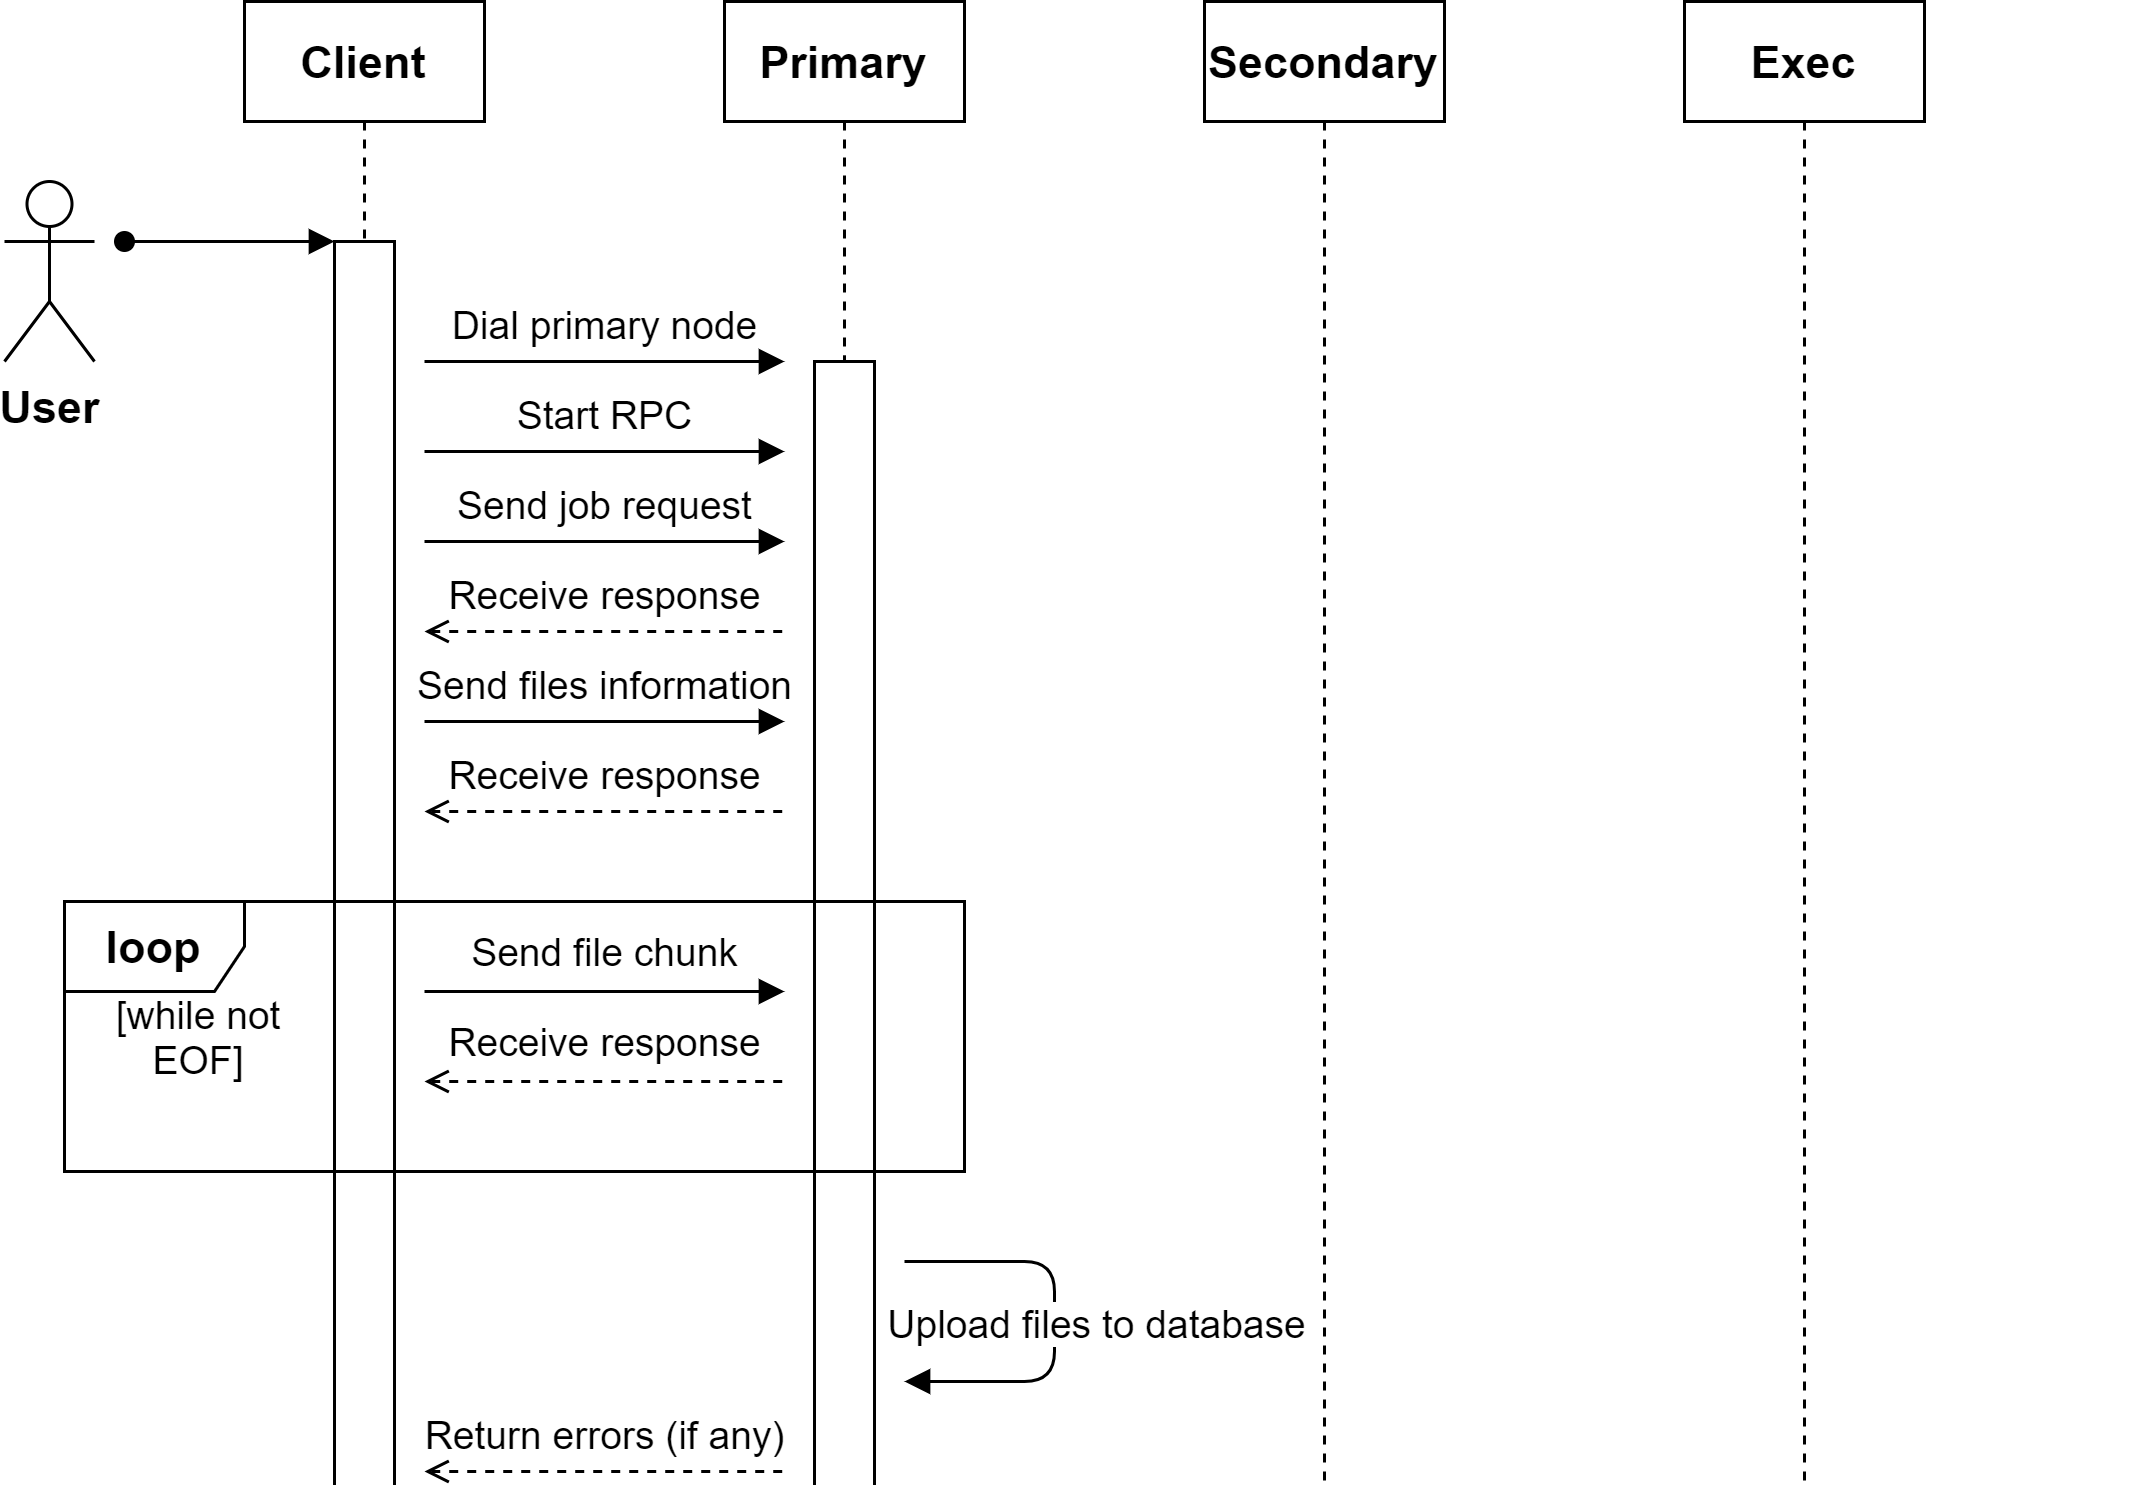 Client
Primary
Secondary
Exec
User
Dial primary node
Start RPC
Send job request
Receive response
Send files information
Receive response
loop
[while not
EOF]
Send file chunk
Receive response
Upload files to database
Return errors (if any)